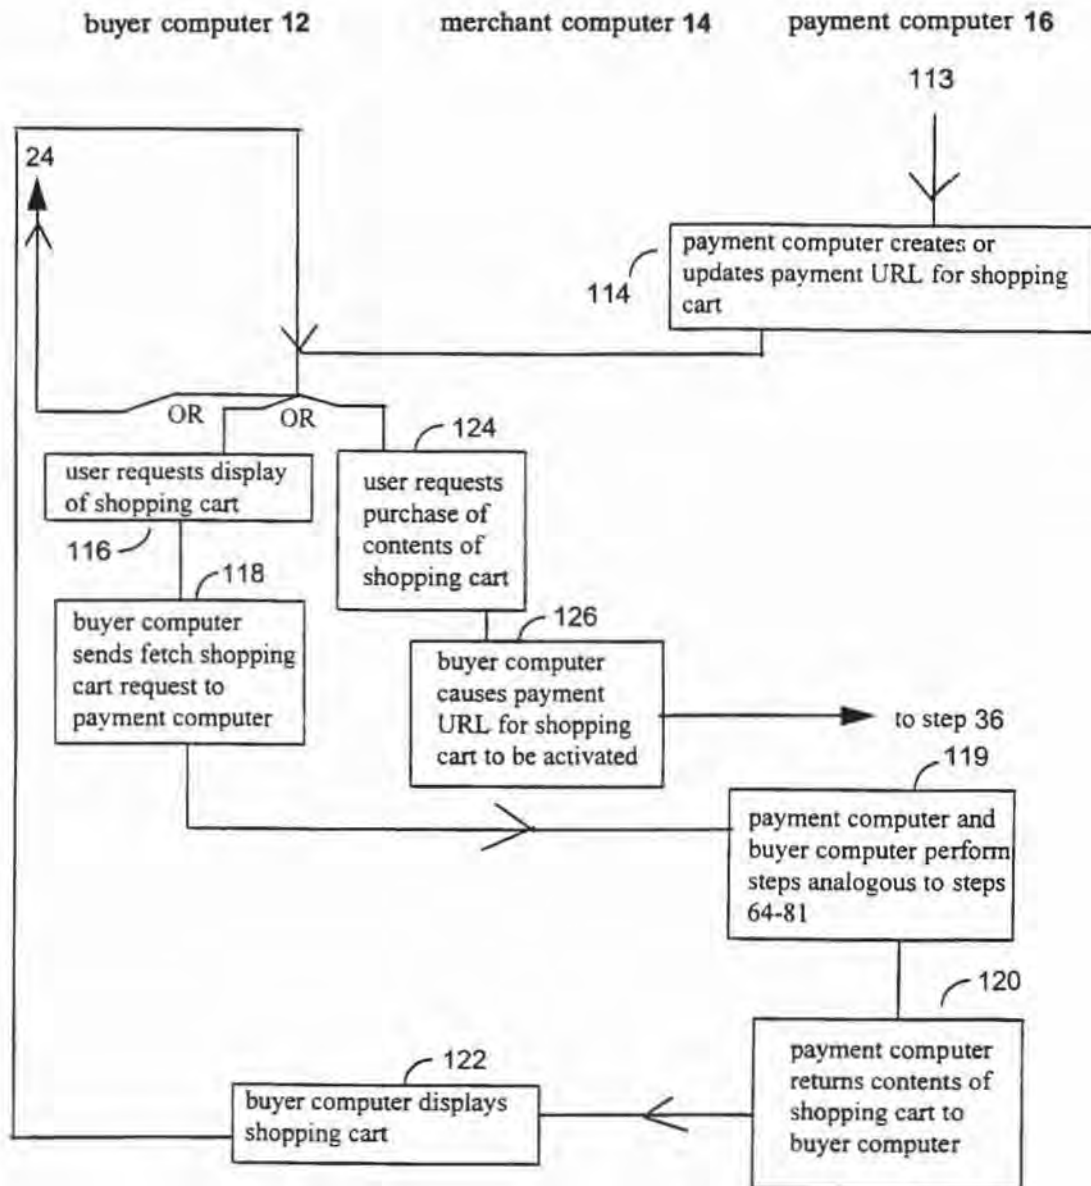 buyer computer 12
merchant computer 14
payment computer 16
113
24
payment computer creates or
updates payment URL for shopping
cart
114
OR
OR
124
user requests display
of shopping cart
116
user requests
purchase of
contents of
shopping cart
118
buyer computer
sends fetch shopping
cart request to
payment computer
126
buyer computer
causes payment
URL for shopping
cart to be activated
to step 36
119
payment computer and
buyer computer perform
steps analogous to steps
64-81
120
payment computer
returns contents of
shopping cart to
buyer computer
122
buyer computer displays
shopping cart